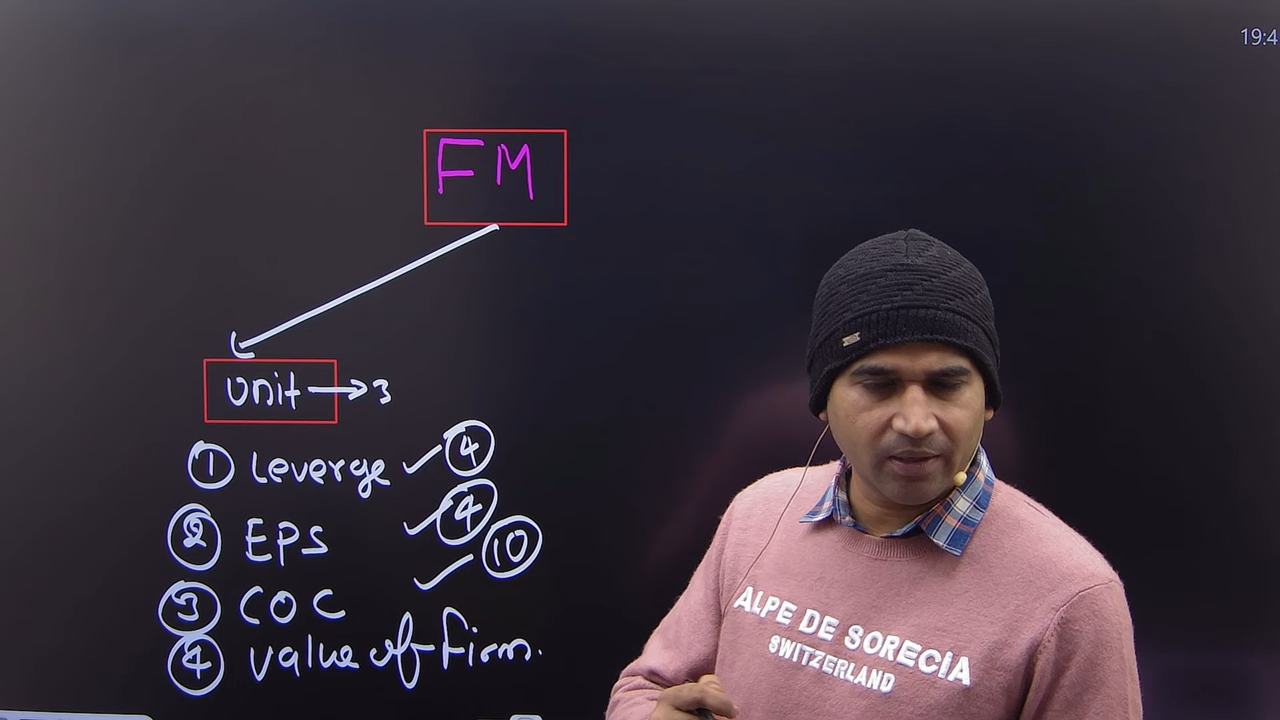 19:4
FM
Unit → 3
① Leverge ✓ ④
② EPS ✓ ④
③ COC ✓ ⑩
④ Value of Firm.
ALPE DE SORECIA
SWITZERLAND